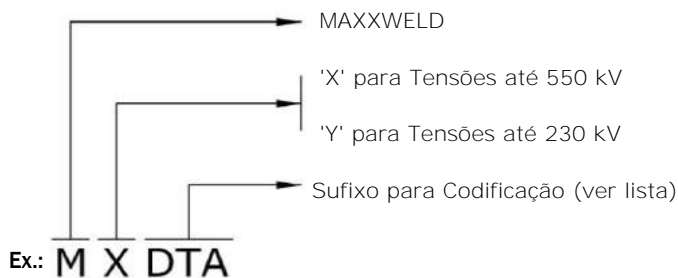 MAXXWELD
'X' para Tensões até 550 kV
'Y' para Tensões até 230 kV
Sufixo para Codificação (ver lista)
Ex.: M X DTA